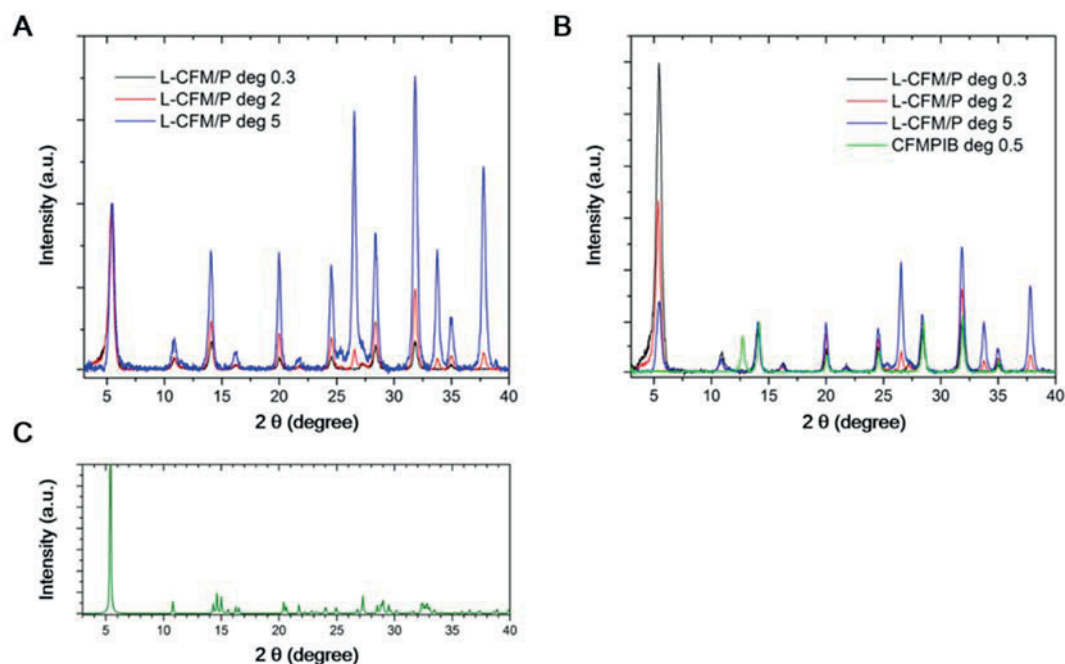 A
Intensity (a.u.)
L-CFM/P deg 0.3
L-CFM/P deg 2
L-CFM/P deg 5
5 10 15 20 25 30 35 40
2 θ (degree)
B
Intensity (a.u.)
L-CFM/P deg 0.3
L-CFM/P deg 2
L-CFM/P deg 5
CFMPIB deg 0.5
5 10 15 20 25 30 35 40
2 θ (degree)
C
Intensity (a.u.)
5 10 15 20 25 30 35 40
2 θ (degree)